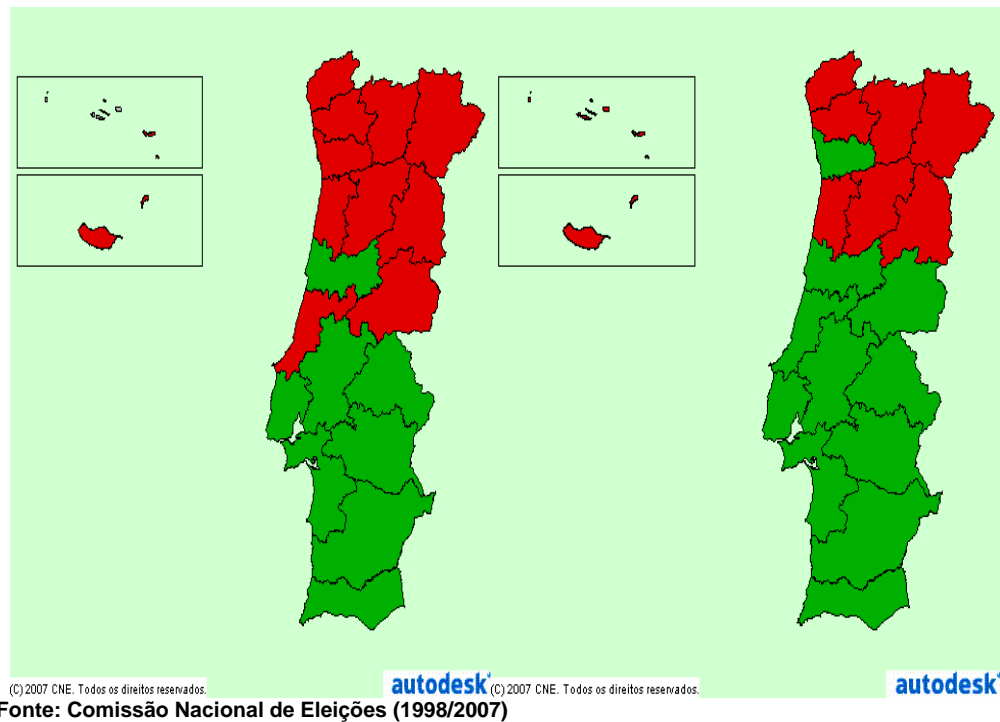 (C) 2007 CNE. Todos os direitos reservados.
autodesk
(C) 2007 CNE. Todos os direitos reservados.
autodesk
Fonte: Comissão Nacional de Eleições (1998/2007)